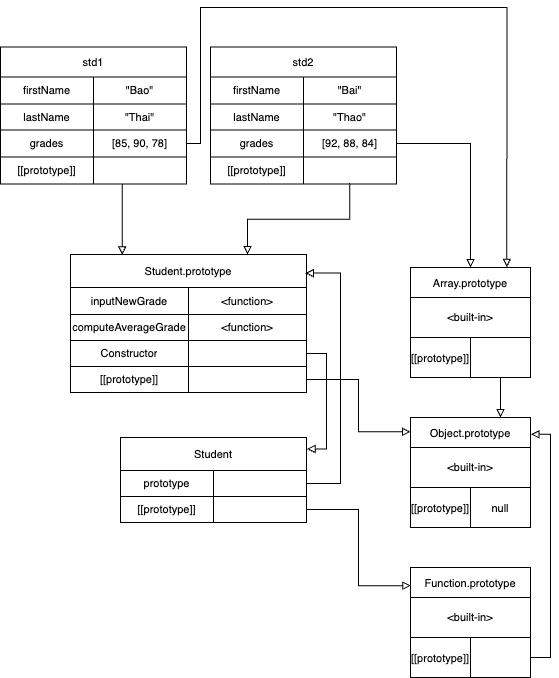 std1
firstName "Bao"
lastName "Thai"
grades [85, 90, 78]
[[prototype]]
std2
firstName "Bai"
lastName "Thao"
grades [92, 88, 84]
[[prototype]]
Student.prototype
inputNewGrade <function>
computeAverageGrade <function>
Constructor
[[prototype]]
Array.prototype
<built-in>
[[prototype]]
Student
prototype
[[prototype]]
Object.prototype
<built-in>
[[prototype]] null
Function.prototype
<built-in>
[[prototype]]